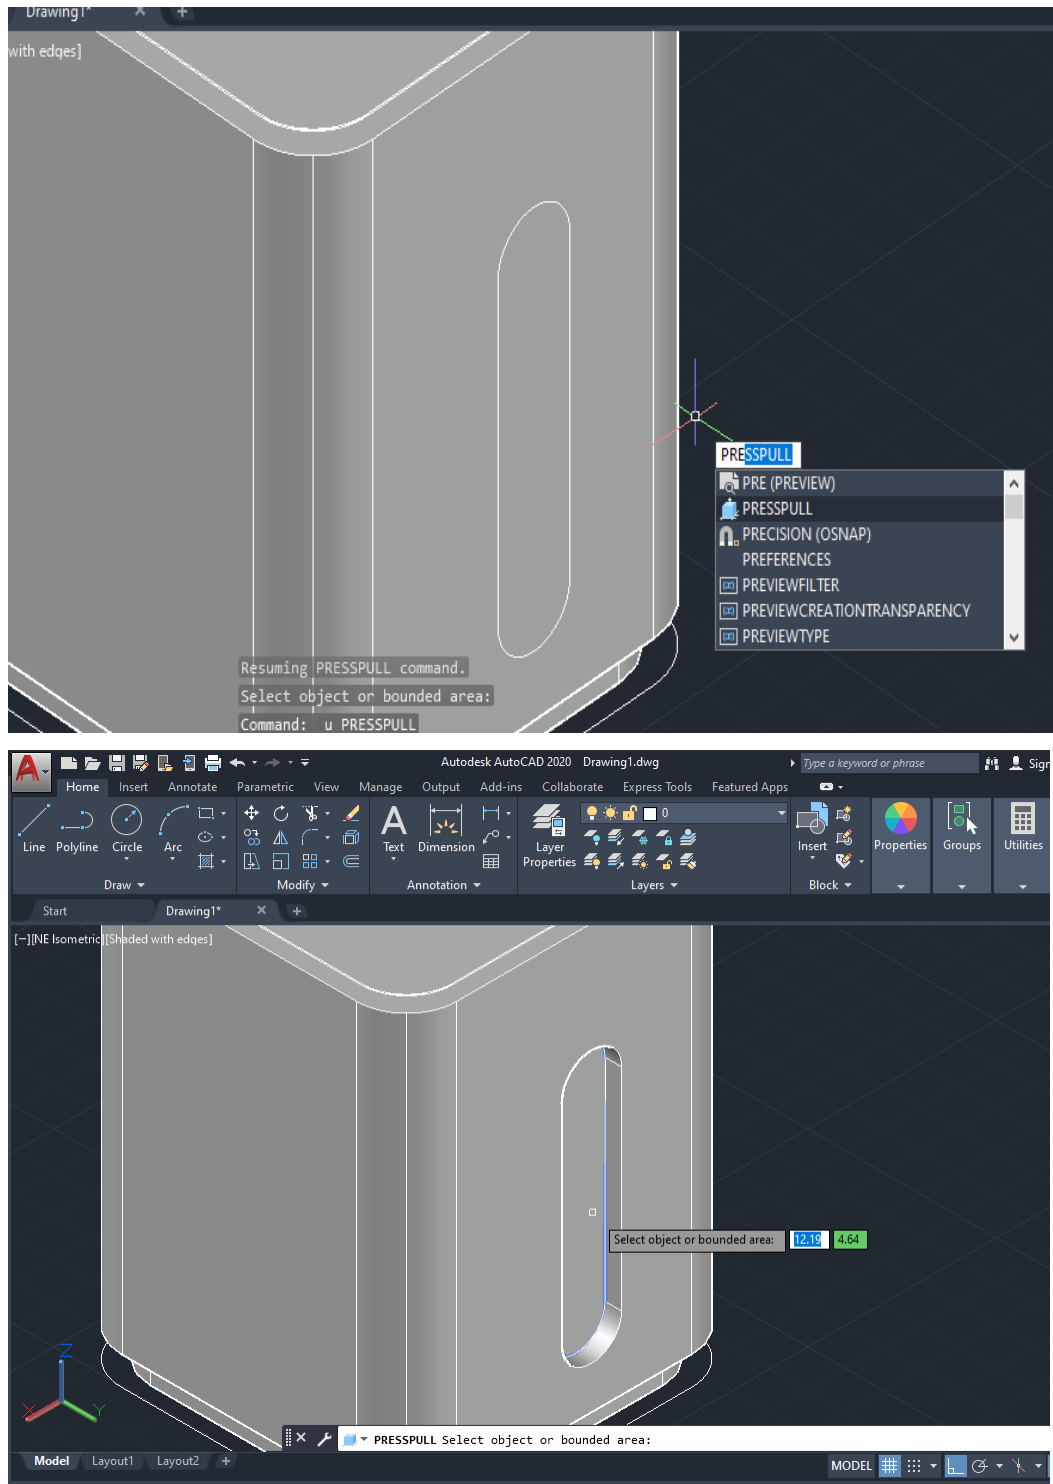 Drawing1*
with edges]
PRESSPULL
PRE (PREVIEW)
PRESSPULL
PRECISION (OSNAP)
PREFERENCES
PREVIEWFILTER
PREVIEWCREATIONTRANSPARENCY
PREVIEWTYPE
Resuming PRESSPULL command.
Select object or bounded area:
Command: u PRESSPULL
A
Autodesk AutoCAD 2020 Drawing1.dwg
Type a keyword or phrase
Sign
Home Insert Annotate Parametric View Manage Output Add-ins Collaborate Express Tools Featured Apps
0
Line Polyline Circle Arc
Text Dimension
Layer
Properties
Insert
Properties
Groups
Utilities
Draw
Modify
Annotation
Layers
Block
Start
Drawing1*
[−][NE Isometric][Shaded with edges]
Select object or bounded area: 12.19 4.64
Z
X
Y
PRESSPULL Select object or bounded area:
Model Layout1 Layout2 +
MODEL